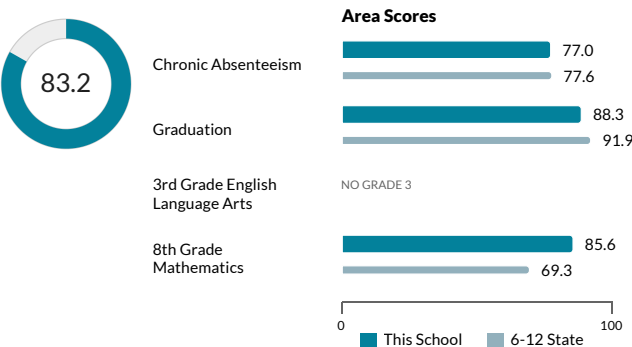 Area Scores
83.2
Chronic Absenteeism
77.0
77.6
Graduation
88.3
91.9
3rd Grade English
Language Arts
NO GRADE 3
8th Grade
Mathematics
85.6
69.3
0
100
This School
6-12 State